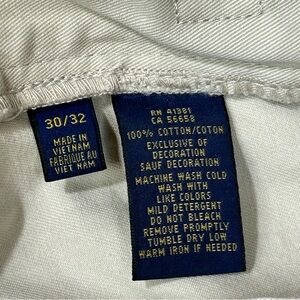 30/32
MADE IN
VIETNAM
FABRIQUÉ AU
VIET NAM
RN 41381
CA 56658
100% COTTON/COTON
EXCLUSIVE OF
DECORATION
SAUF DECORATION
MACHINE WASH COLD
WASH WITH
LIKE COLORS
MILD DETERGENT
DO NOT BLEACH
REMOVE PROMPTLY
TUMBLE DRY LOW
WARM IRON IF NEEDED